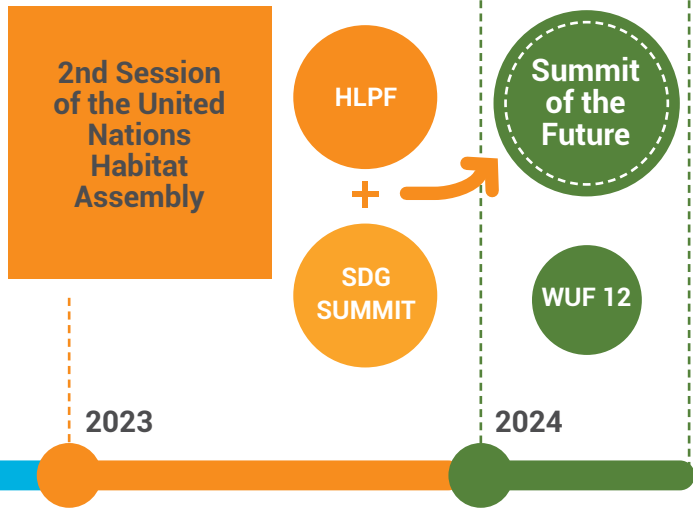 2nd Session
of the United
Nations
Habitat
Assembly
HLPF
+
SDG
SUMMIT
Summit
of the
Future
WUF 12
2023
2024